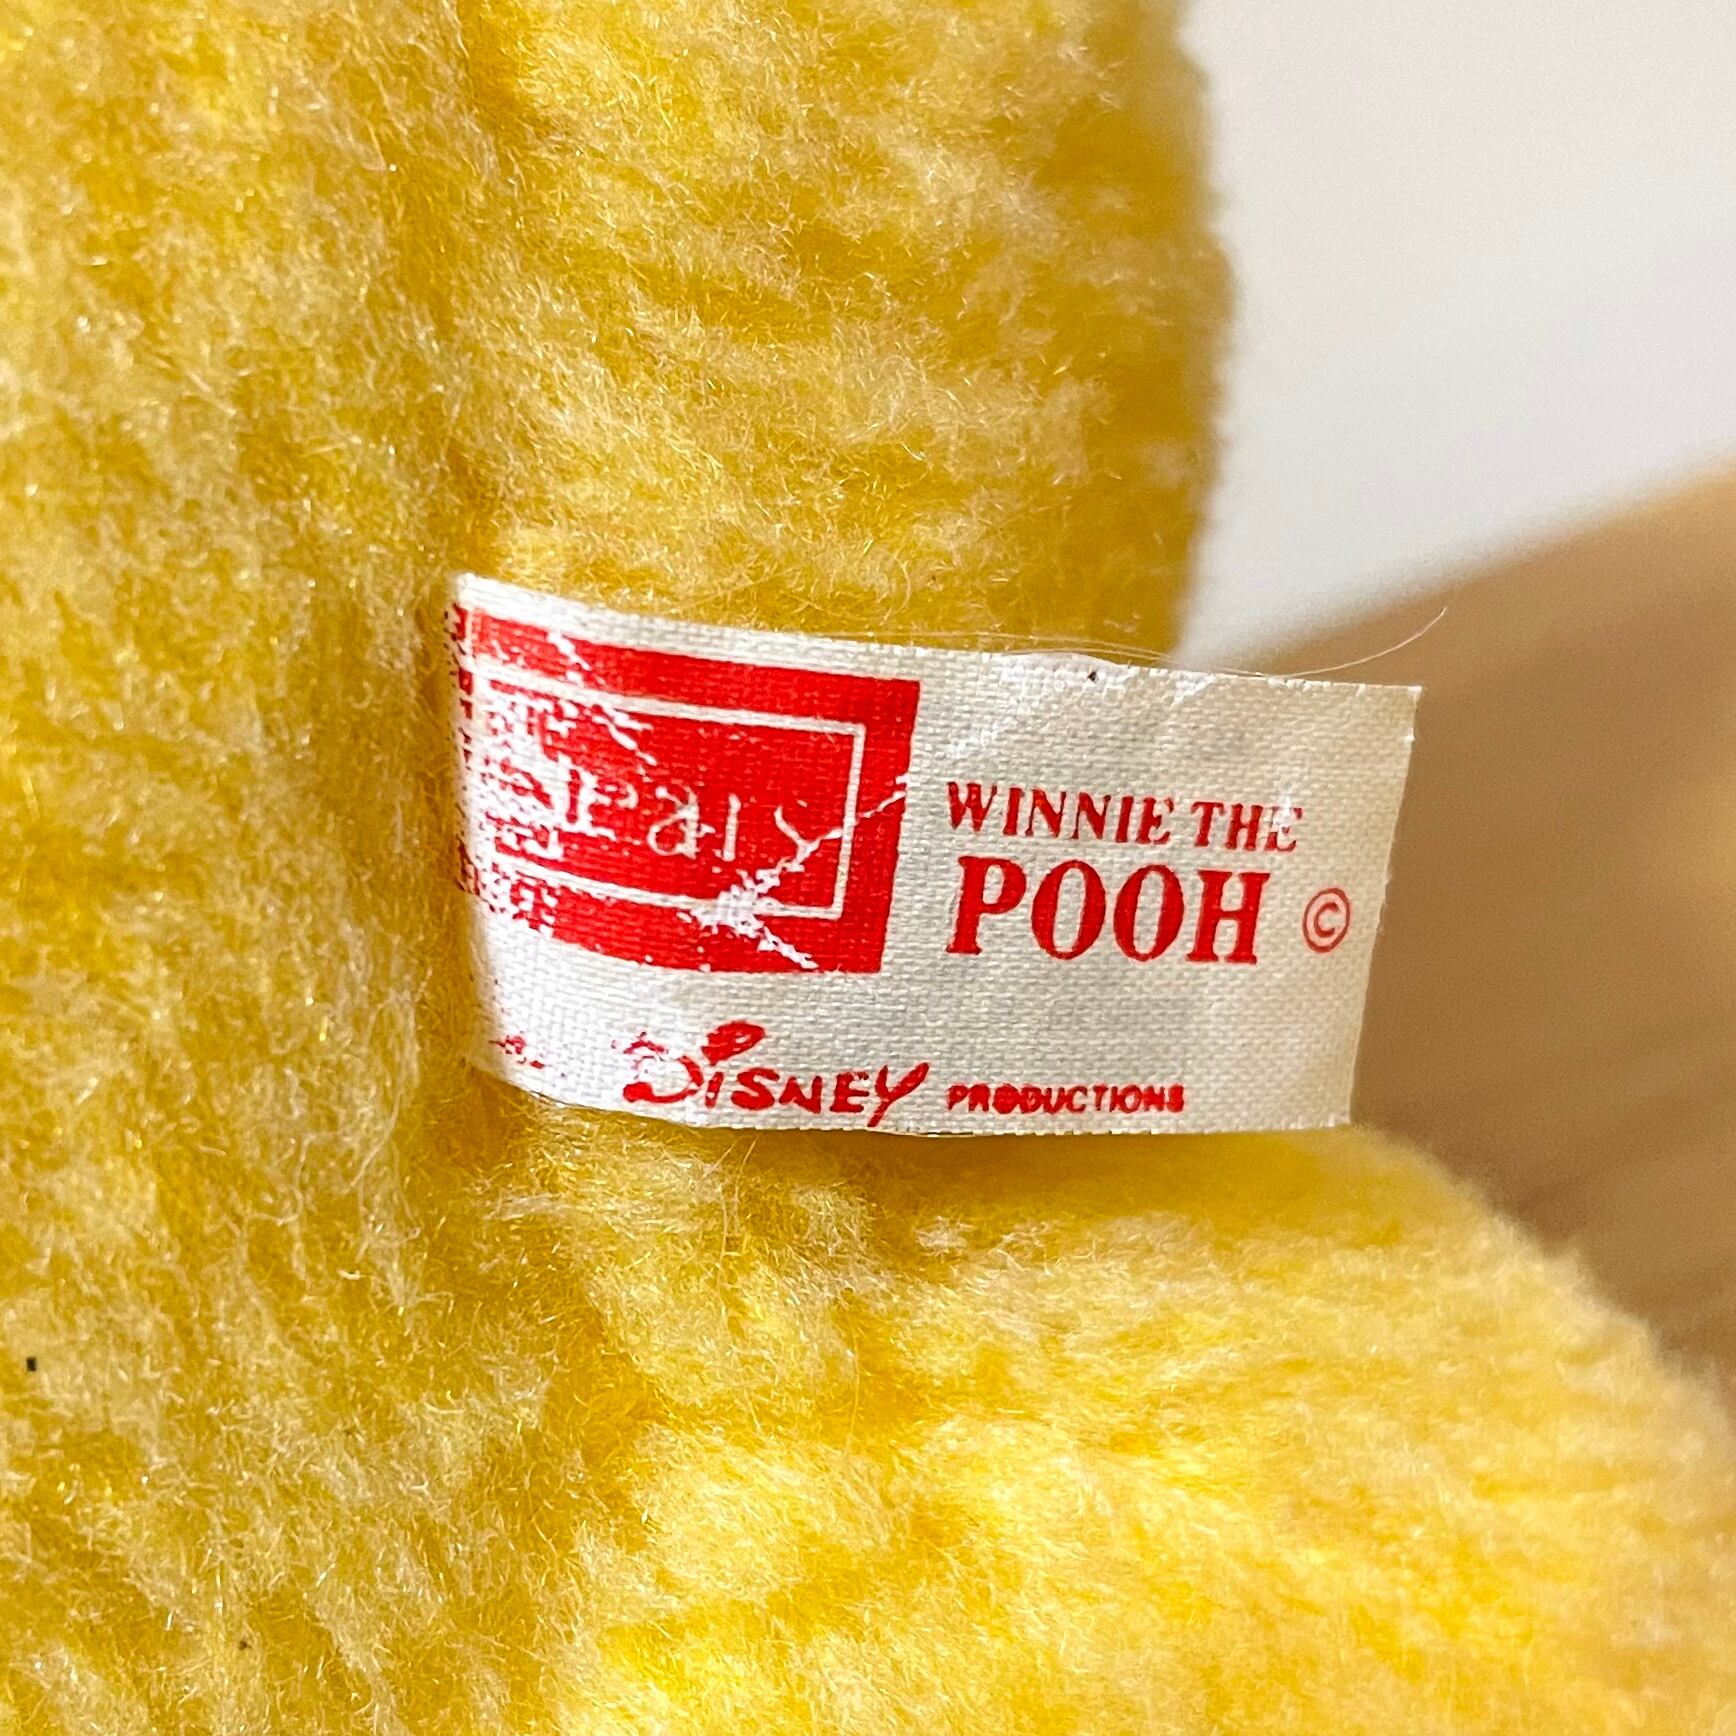 WINNIE THE
POOH ©
Disney PRODUCTIONS